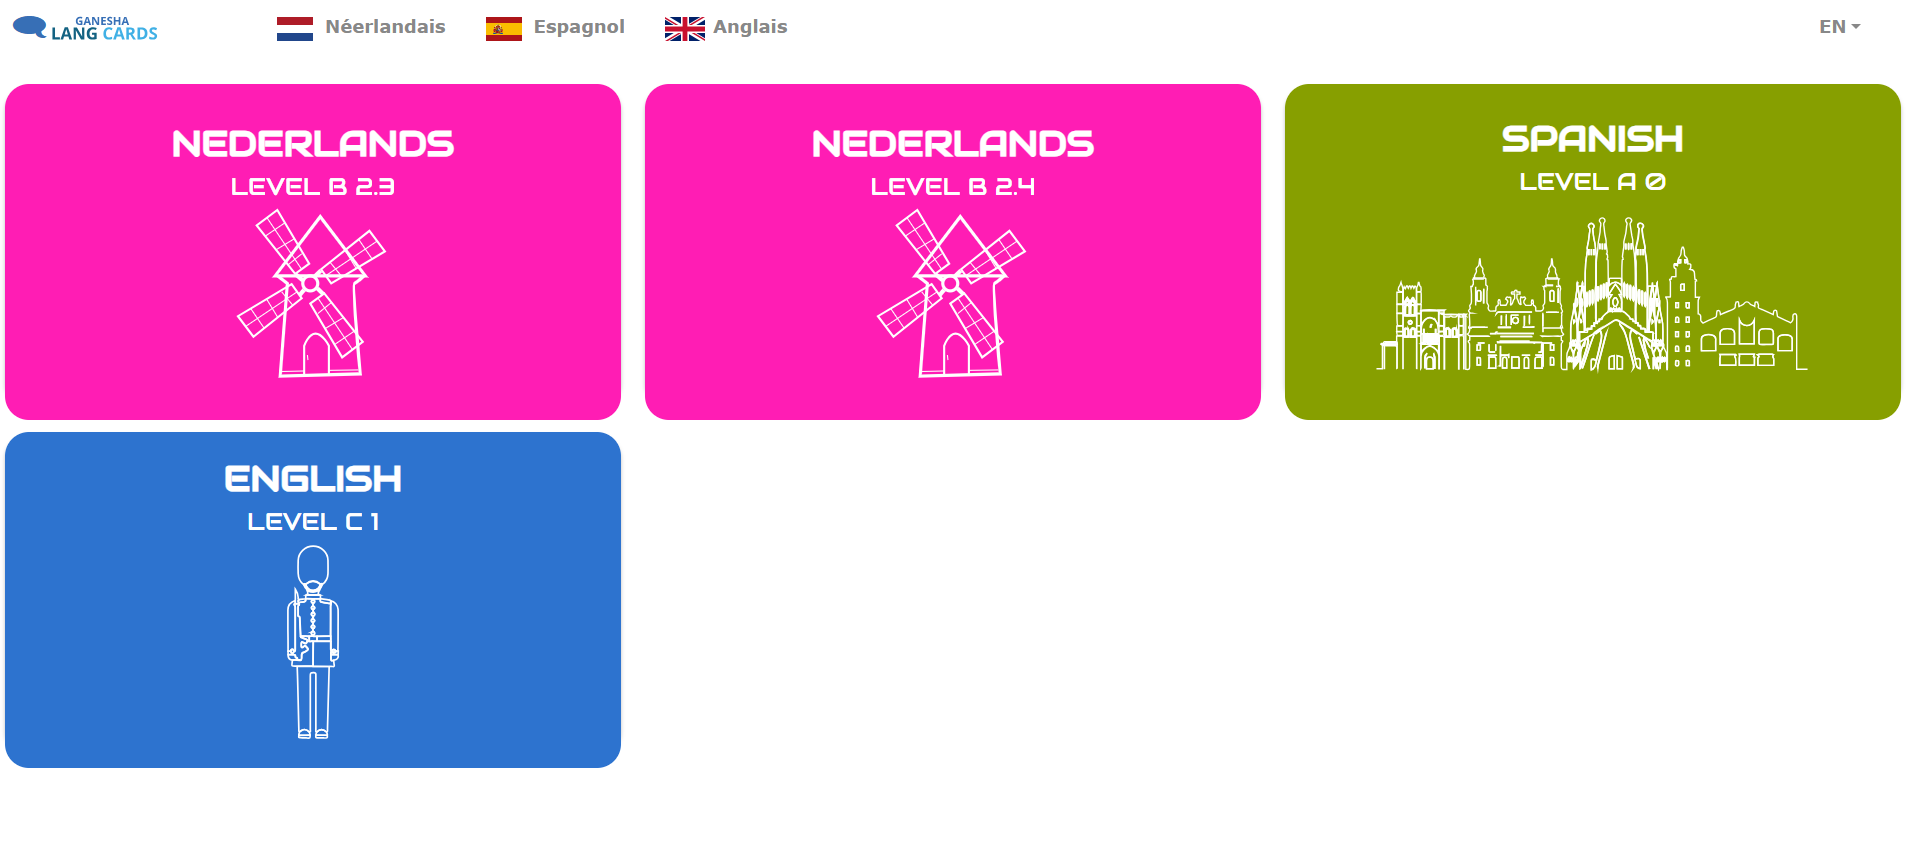 GANESHA
LANG CARDS
Néerlandais
Espagnol
Anglais
EN
NEDERLANDS
LEVEL B 2.3
NEDERLANDS
LEVEL B 2.4
SPANISH
LEVEL A 0
ENGLISH
LEVEL C 1